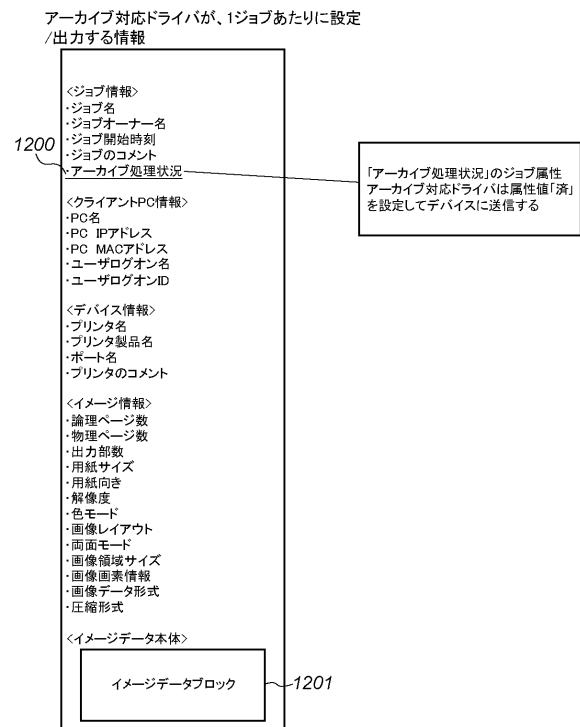 アーカイブ対応ドライバが、1ジョブあたりに設定
/出力する情報
<ジョブ情報>
・ジョブ名
・ジョブオーナー名
・ジョブ開始時刻
1200
・ジョブのコメント
・アーカイブ処理状況
「アーカイブ処理状況」のジョブ属性
アーカイブ対応ドライバは属性値「済」
を設定してデバイスに送信する
<クライアントPC情報>
・PC名
・PC IPアドレス
・PC MACアドレス
・ユーザログオン名
・ユーザログオンID
<デバイス情報>
・プリンタ名
・プリンタ製品名
・ポート名
・プリンタのコメント
<イメージ情報>
・論理ページ数
・物理ページ数
・出力部数
・用紙サイズ
・用紙向き
・解像度
・色モード
・画像レイアウト
・両面モード
・画像領域サイズ
・画像画素情報
・画像データ形式
・圧縮形式
<イメージデータ本体>
イメージデータブロック
1201